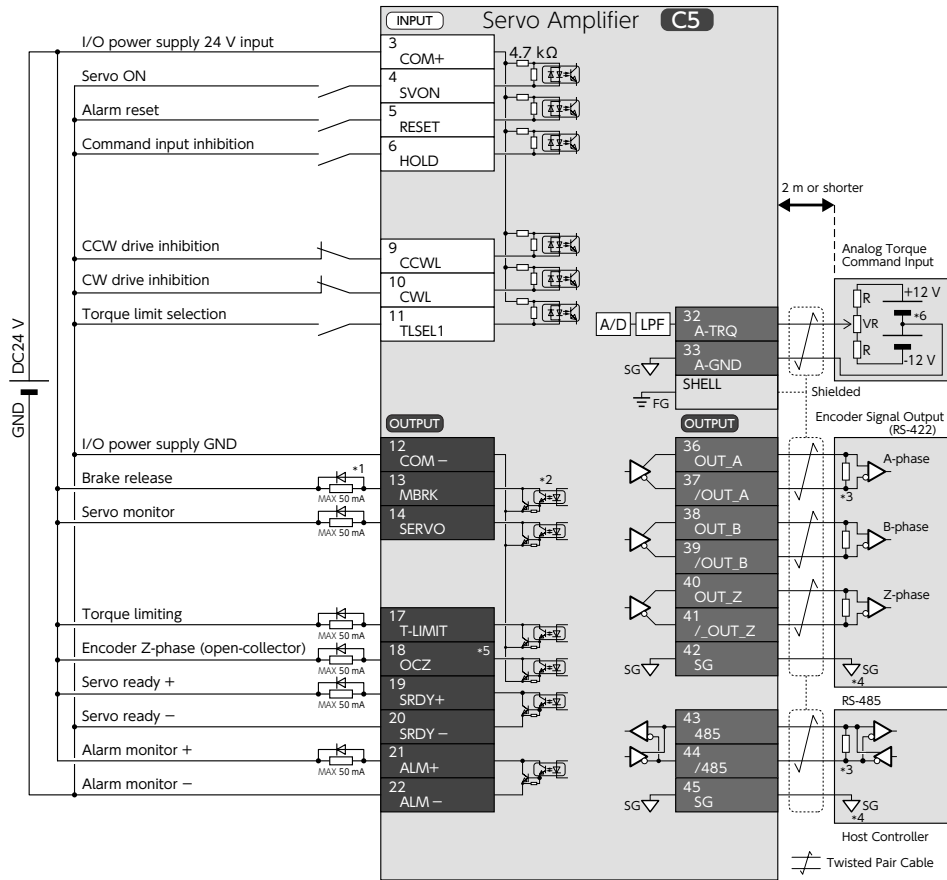 INPUT
Servo Amplifier C5
I/O power supply 24 V input
3
COM+
4.7 kΩ
Servo ON
4
SVON
Alarm reset
5
RESET
Command input inhibition
6
HOLD
CCW drive inhibition
9
CCWL
CW drive inhibition
10
CWL
Torque limit selection
11
TLSEL1
DC24 V
GND
2 m or shorter
Analog Torque
Command Input
R
+12 V
VR
*6
R
-12 V
A/D
LPF
32
A-TRQ
33
A-GND
SG
SHELL
FG
Shielded
OUTPUT
I/O power supply GND
12
COM−
Brake release
*1
MAX 50 mA
13
MBRK
*2
Servo monitor
MAX 50 mA
14
SERVO
Torque limiting
MAX 50 mA
17
T-LIMIT
Encoder Z-phase (open-collector)
MAX 50 mA
18
*5
OCZ
Servo ready +
MAX 50 mA
19
SRDY+
Servo ready −
20
SRDY−
Alarm monitor +
MAX 50 mA
21
ALM+
Alarm monitor −
22
ALM−
OUTPUT
Encoder Signal Output
(RS-422)
36
OUT_A
A-phase
37
/OUT_A
*3
38
OUT_B
B-phase
39
/OUT_B
40
OUT_Z
Z-phase
41
/_OUT_Z
42
SG
SG
SG
*4
RS-485
43
485
44
/485
*3
45
SG
SG
SG
*4
Host Controller
Twisted Pair Cable